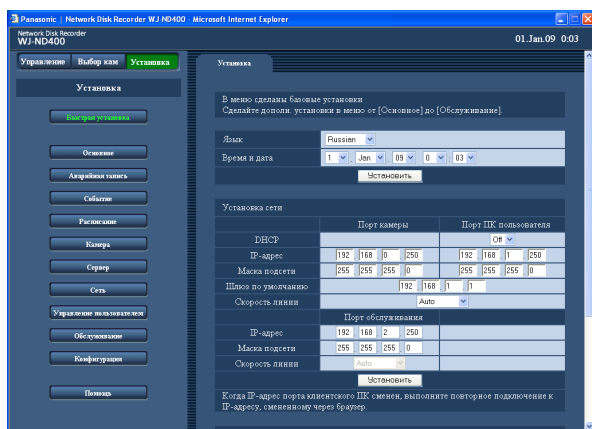 Panasonic | Network Disk Recorder WJ-ND400 - Microsoft Internet Explorer
Network Disk Recorder
WJ-ND400
01.Jan.09 0:03
Управление Выбор кам Установка
Установка
Быстрая установка
Основное
Аварийная запись
Событие
Расписание
Камера
Сервер
Сеть
Управление пользователем
Обслуживание
Конфигурация
Помощь
Установка
В меню сделаны базовые установки
Сделайте дополн. установки в меню от [Основное] до [Обслуживание].
Язык Russian
Время и дата 1 . Jan . 09 0 : 03
Установить
Установка сети
Порт камеры Порт ПК пользователя
DHCP Off
IP-адрес 192 . 168 . 0 . 250 192 . 168 . 1 . 250
Маска подсети 255 . 255 . 255 . 0 255 . 255 . 255 . 0
Шлюз по умолчанию 192 . 168 . 1 . 1
Скорость линии Auto
Порт обслуживания
IP-адрес 192 . 168 . 2 . 250
Маска подсети 255 . 255 . 255 . 0
Скорость линии Auto
Установить
Когда IP-адрес порта клиентского ПК сменен, выполните повторное подключение к
IP-адресу, смененному через браузер.